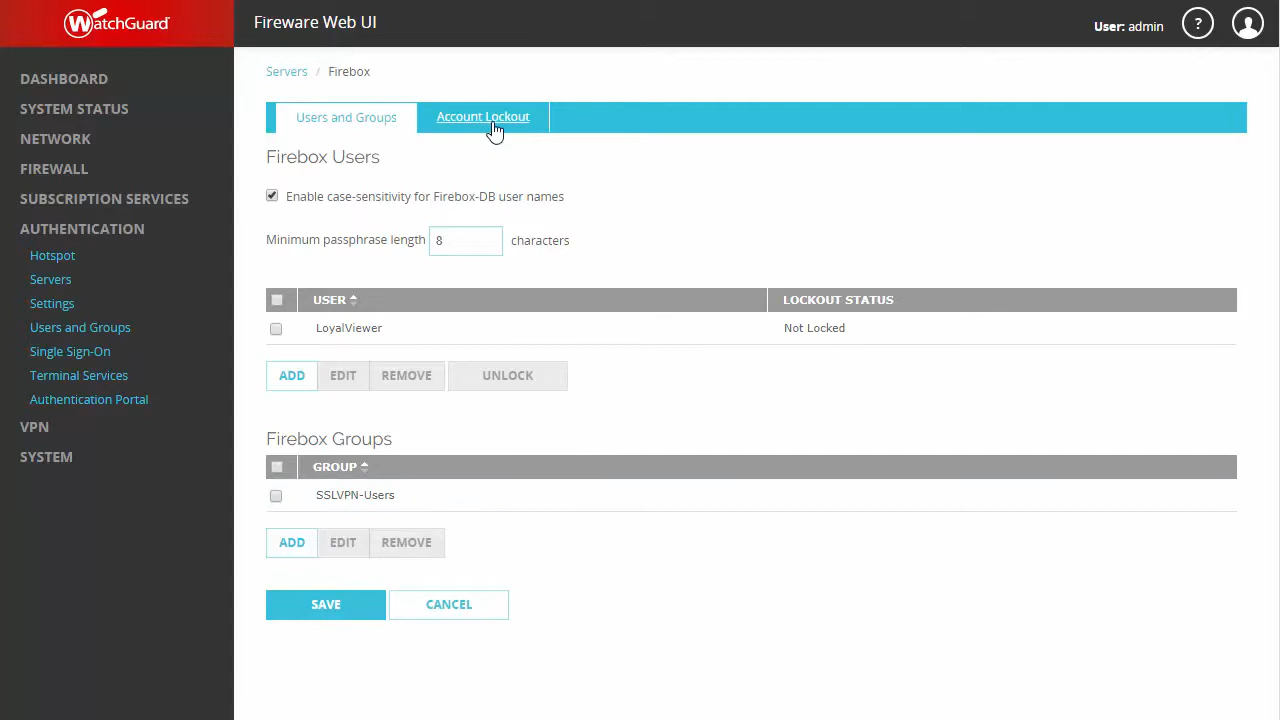 WatchGuard
Fireware Web UI
User: admin
?
DASHBOARD
SYSTEM STATUS
NETWORK
FIREWALL
SUBSCRIPTION SERVICES
AUTHENTICATION
Hotspot
Servers
Settings
Users and Groups
Single Sign-On
Terminal Services
Authentication Portal
VPN
SYSTEM
Servers / Firebox
Users and Groups
Account Lockout
Firebox Users
Enable case-sensitivity for Firebox-DB user names
Minimum passphrase length 8 characters
USER LOCKOUT STATUS
LoyalViewer Not Locked
ADD EDIT REMOVE UNLOCK
Firebox Groups
GROUP
SSLVPN-Users
ADD EDIT REMOVE
SAVE CANCEL